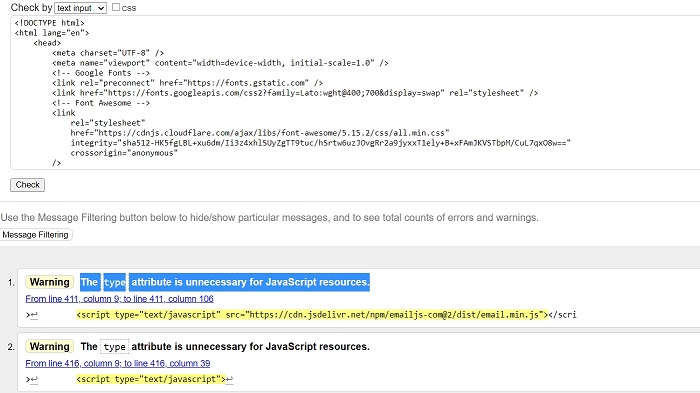 Check by text input css
<!DOCTYPE html>
<html lang="en">
<head>
<meta charset="UTF-8" />
<meta name="viewport" content="width=device-width, initial-scale=1.0" />
<!-- Google Fonts -->
<link rel="preconnect" href="https://fonts.gstatic.com" />
<link href="https://fonts.googleapis.com/css2?family=Lato:wght@400;700&display=swap" rel="stylesheet" />
<!-- Font Awesome -->
<link
rel="stylesheet"
href="https://cdnjs.cloudflare.com/ajax/libs/font-awesome/5.15.2/css/all.min.css"
integrity="sha512-HK5fgLBL+xu6dm/Ii3z4xhlSUyZgTT9tuc/hSrtw6uzJOvgRr2a9jyxxT1ely+B+xFAmJKVSTbpM/CuL7qxO8w=="
crossorigin="anonymous"
/>
Check
Use the Message Filtering button below to hide/show particular messages, and to see total counts of errors and warnings.
Message Filtering
1. Warning The type attribute is unnecessary for JavaScript resources.
From line 411, column 9; to line 411, column 106
>↩ <script type="text/javascript" src="https://cdn.jsdelivr.net/npm/emailjs-com@2/dist/email.min.js"></scri
2. Warning The type attribute is unnecessary for JavaScript resources.
From line 416, column 9; to line 416, column 39
>↩ <script type="text/javascript">↩